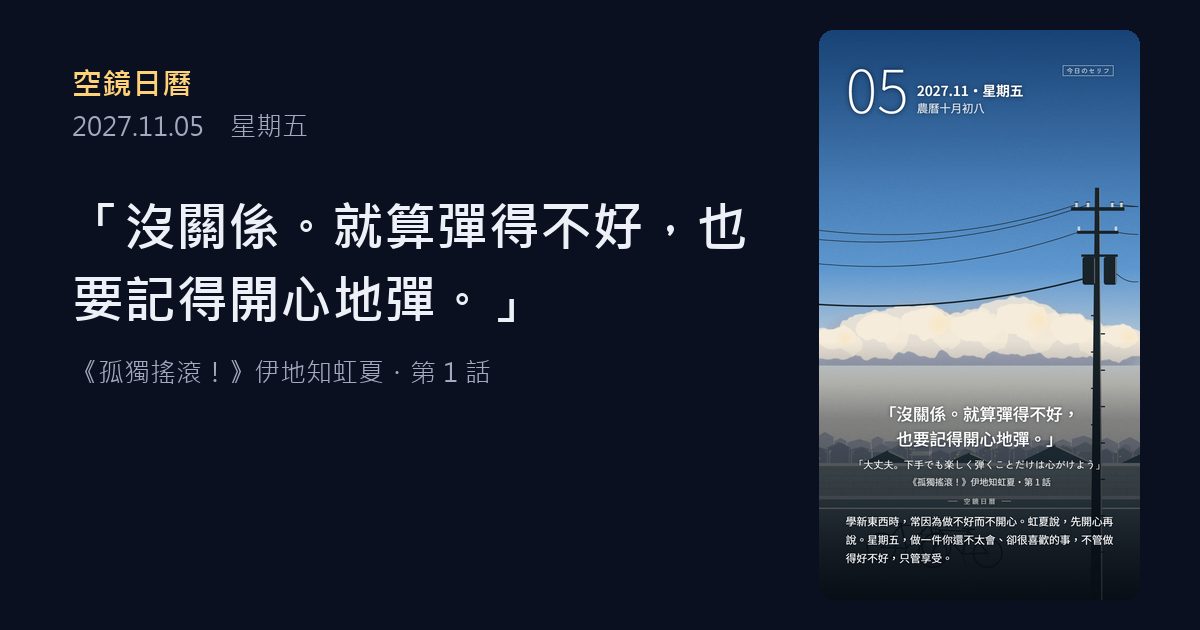 空鏡日曆
2027.11.05 星期五
「沒關係。就算彈得不好，也
要記得開心地彈。」
《孤獨搖滾！》伊地知虹夏・第 1 話
05
2027.11・星期五
農曆十月初八
今日のセリフ
「沒關係。就算彈得不好，
也要記得開心地彈。」
「大丈夫。下手でも楽しく弾くことだけは心がけよう」
《孤獨搖滾！》伊地知虹夏・第 1 話
— 空鏡日曆 —
學新東西時，常因為做不好而不開心。虹夏說，先開心再
說。星期五，做一件你還不太會、卻很喜歡的事，不管做
得好不好，只管享受。